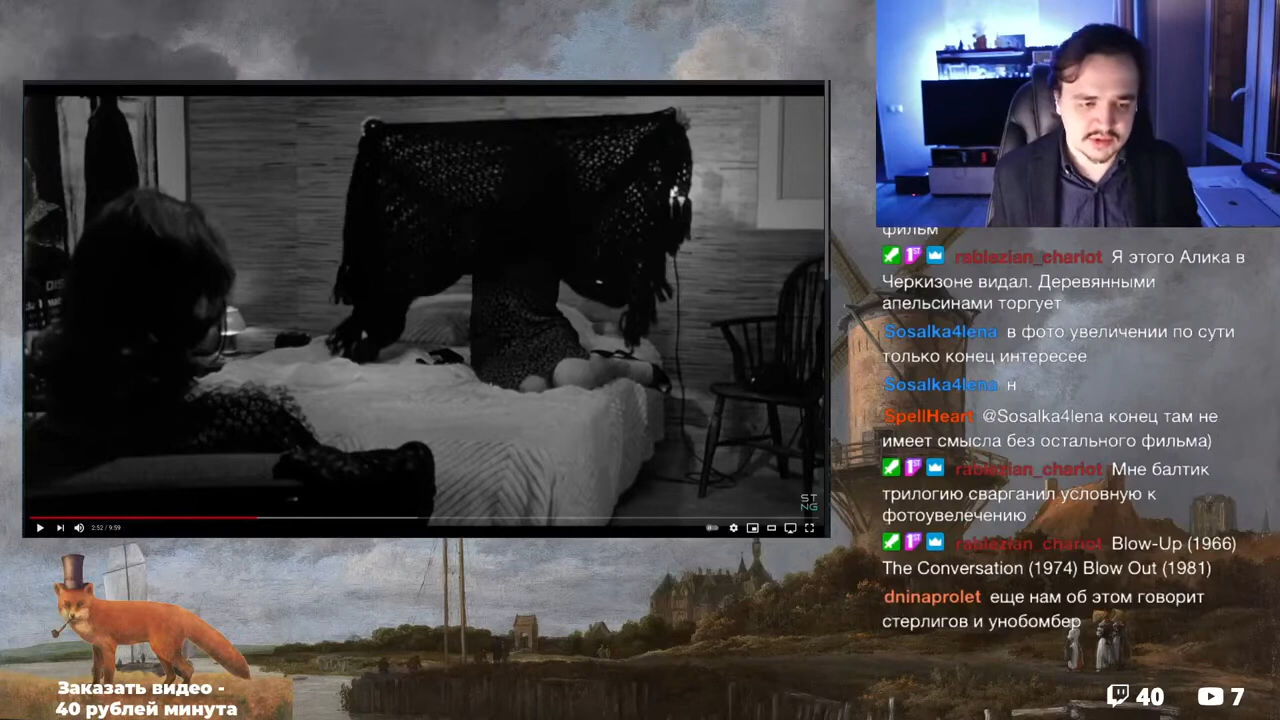 ST
NG
2:52 / 9:59
фильм
rablezian_chariot Я этого Алика в
Черкизоне видал. Деревянными
апельсинами торгует
Sosalka4lena в фото увеличении по сути
только конец интересее
Sosalka4lena н
SpellHeart @Sosalka4lena конец там не
имеет смысла без остального фильма)
rablezian_chariot Мне балтик
трилогию сварганил условную к
фотоувелечению
rablezian_chariot Blow-Up (1966)
The Conversation (1974) Blow Out (1981)
dninaprolet еще нам об этом говорит
стерлигов и унобомбер
Заказать видео -
40 рублей минута
40
7